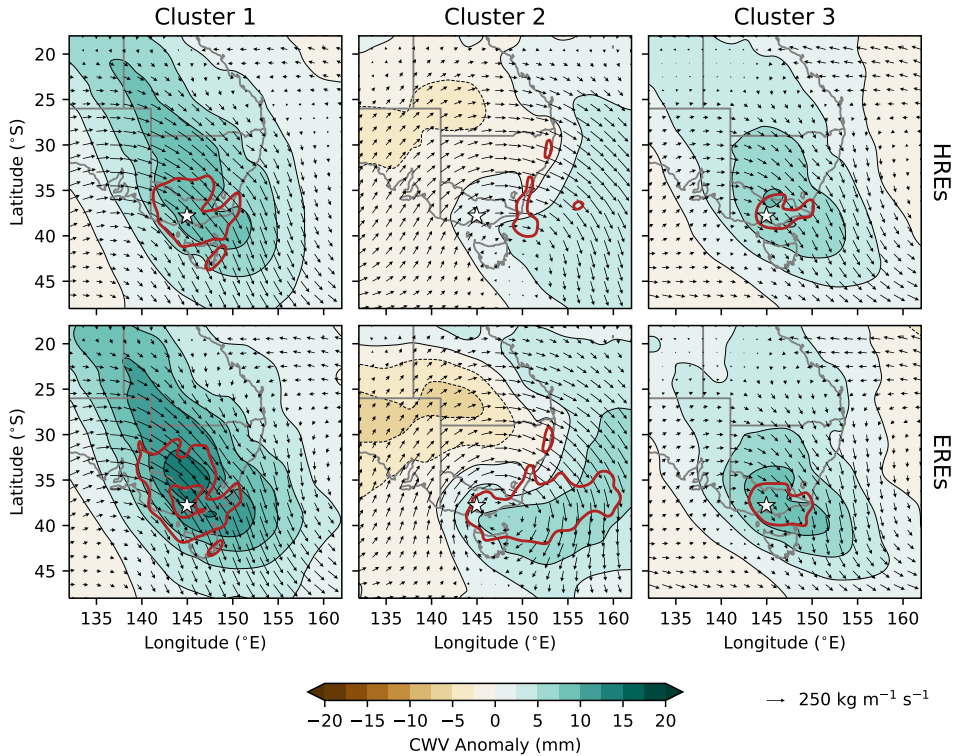 Cluster 1 Cluster 2 Cluster 3
20
25
30
35
40
45
Latitude (°S)
HREs
20
25
30
35
40
45
Latitude (°S)
EREs
135 140 145 150 155 160 135 140 145 150 155 160 135 140 145 150 155 160
Longitude (°E) Longitude (°E) Longitude (°E)
−20 −15 −10 −5 0 5 10 15 20
CWV Anomaly (mm)
250 kg m⁻¹ s⁻¹